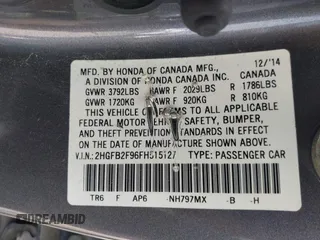 MFD. BY HONDA OF CANADA MFG., 12/'14
A DIVISION OF HONDA CANADA INC. CANADA
GVWR 3792LBS GAWR F 2029LBS R 1786LBS
GVWR 1720KG GAWR F 920KG R 810KG
THIS VEHICLE CONFORMS TO ALL APPLICABLE
FEDERAL MOTOR VEHICLE SAFETY, BUMPER,
AND THEFT PREVENTION STANDARDS IN EFFECT
ON THE DATE OF MANUFACTURE SHOWN ABOVE.
V.I.N: 2HGFB2F96FH515127 TYPE: PASSENGER CAR
TR6 F AP6 NH797MX -B -H
DREAMBID